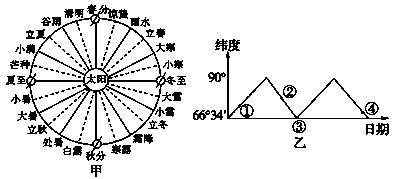 春分
清明
惊蛰
谷雨
雨水
立夏
立春
小满
大寒
芒种
小寒
夏至
太阳
冬至
小暑
大雪
大暑
小雪
立秋
立冬
处暑
霜降
白露
寒露
秋分
甲
纬度
90°
66°34′
①
②
③
④
日期
乙